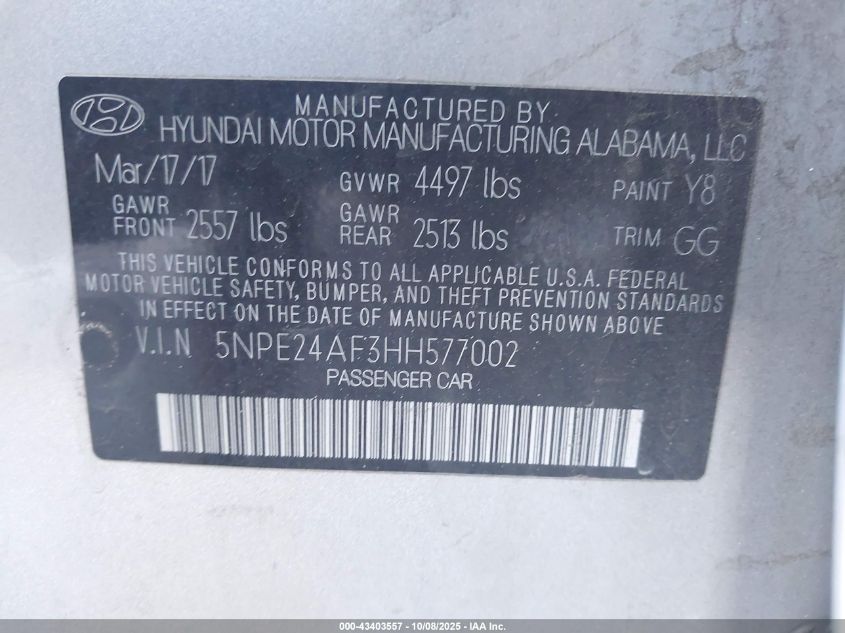 MANUFACTURED BY
HYUNDAI MOTOR MANUFACTURING ALABAMA, LLC
Mar/17/17 GVWR 4497 lbs PAINT Y8
GAWR FRONT 2557 lbs GAWR REAR 2513 lbs TRIM GG
THIS VEHICLE CONFORMS TO ALL APPLICABLE U.S.A. FEDERAL
MOTOR VEHICLE SAFETY, BUMPER, AND THEFT PREVENTION STANDARDS
IN EFFECT ON THE DATE OF MANUFACTURE SHOWN ABOVE
V.I.N 5NPE24AF3HH577002
PASSENGER CAR
000-43403557 - 10/08/2025 - IAA Inc.